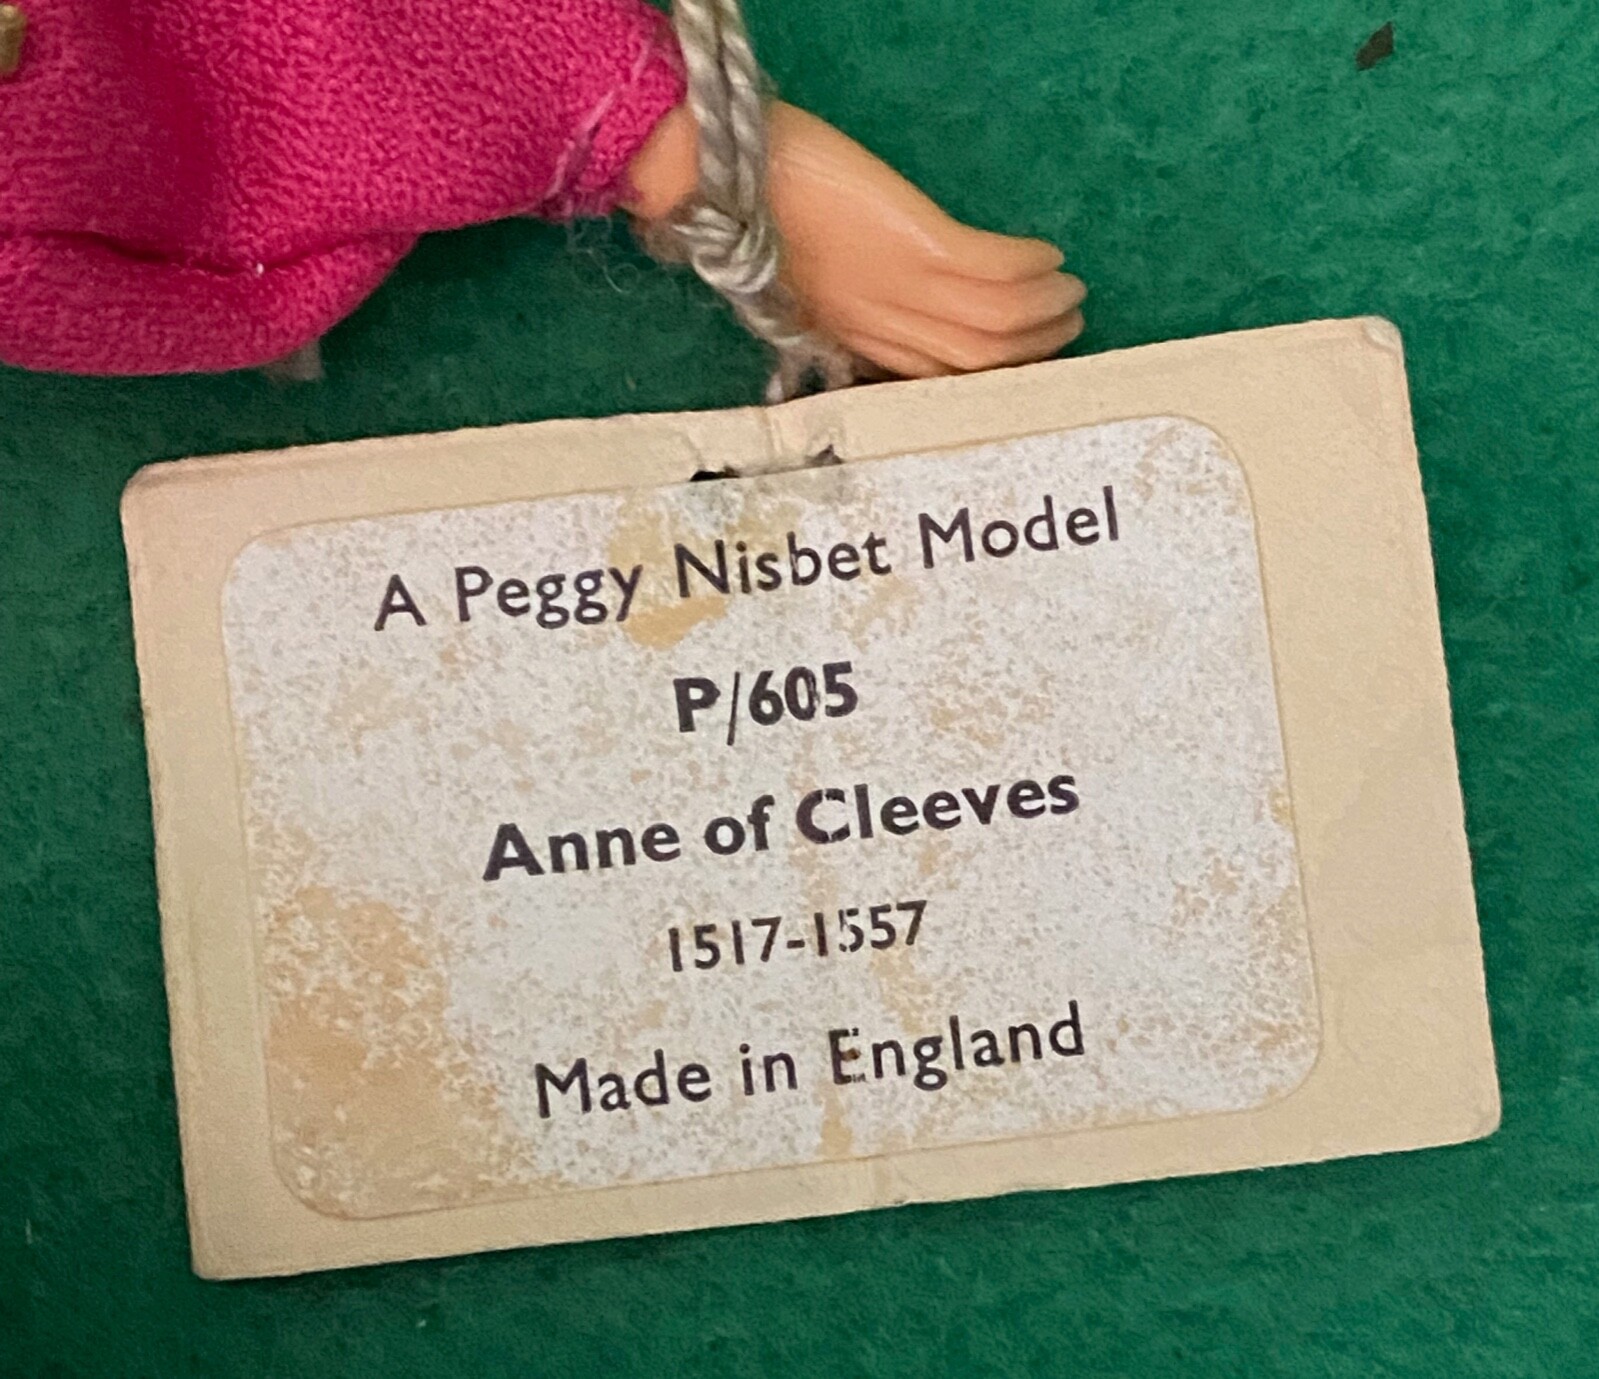 A Peggy Nisbet Model
P/605
Anne of Cleeves
1517-1557
Made in England